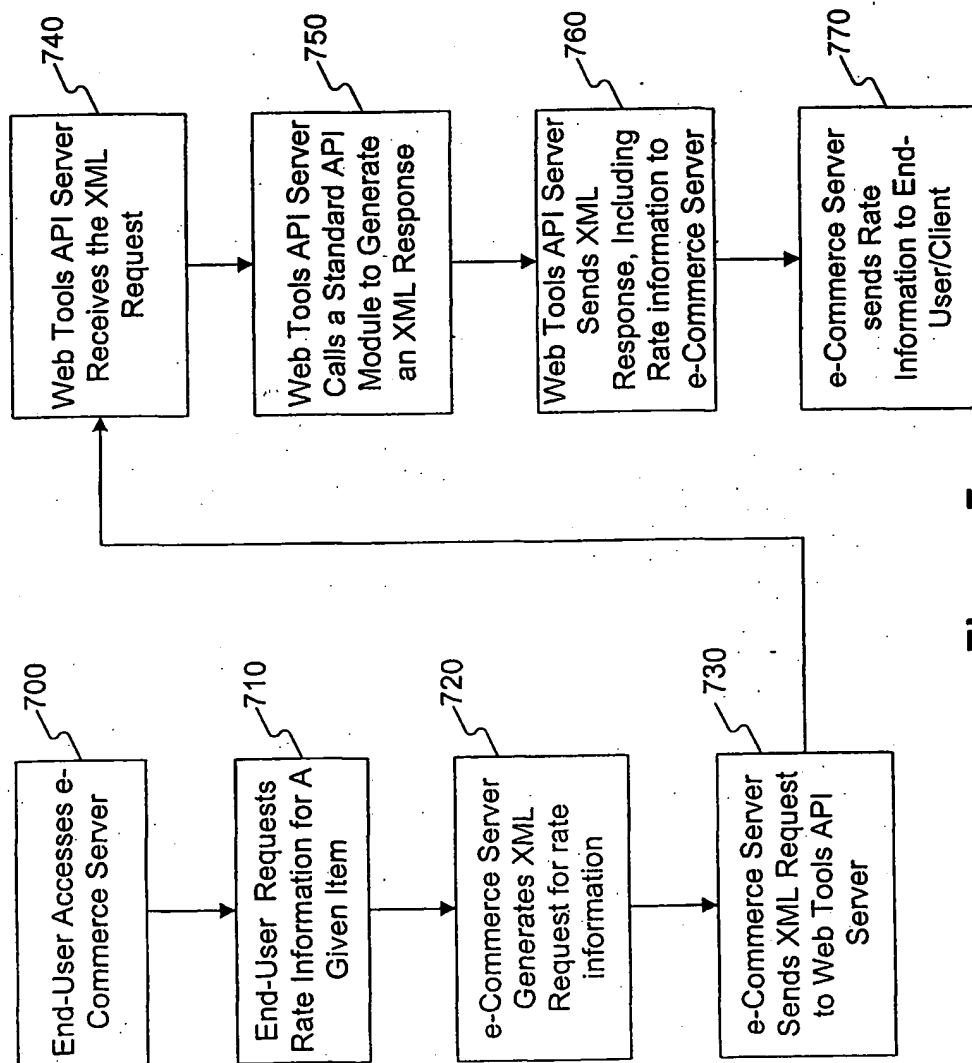 700
End-User Accesses e-
Commerce Server
710
End-User Requests
Rate Information for A
Given Item
720
e-Commerce Server
Generates XML
Request for rate
information
730
e-Commerce Server
Sends XML Request
to Web Tools API
Server
740
Web Tools API Server
Receives the XML
Request
750
Web Tools API Server
Calls a Standard API
Module to Generate
an XML Response
760
Web Tools API Server
Sends XML
Response, Including
Rate information to
e-Commerce Server
770
e-Commerce Server
sends Rate
Information to End-
User/Client